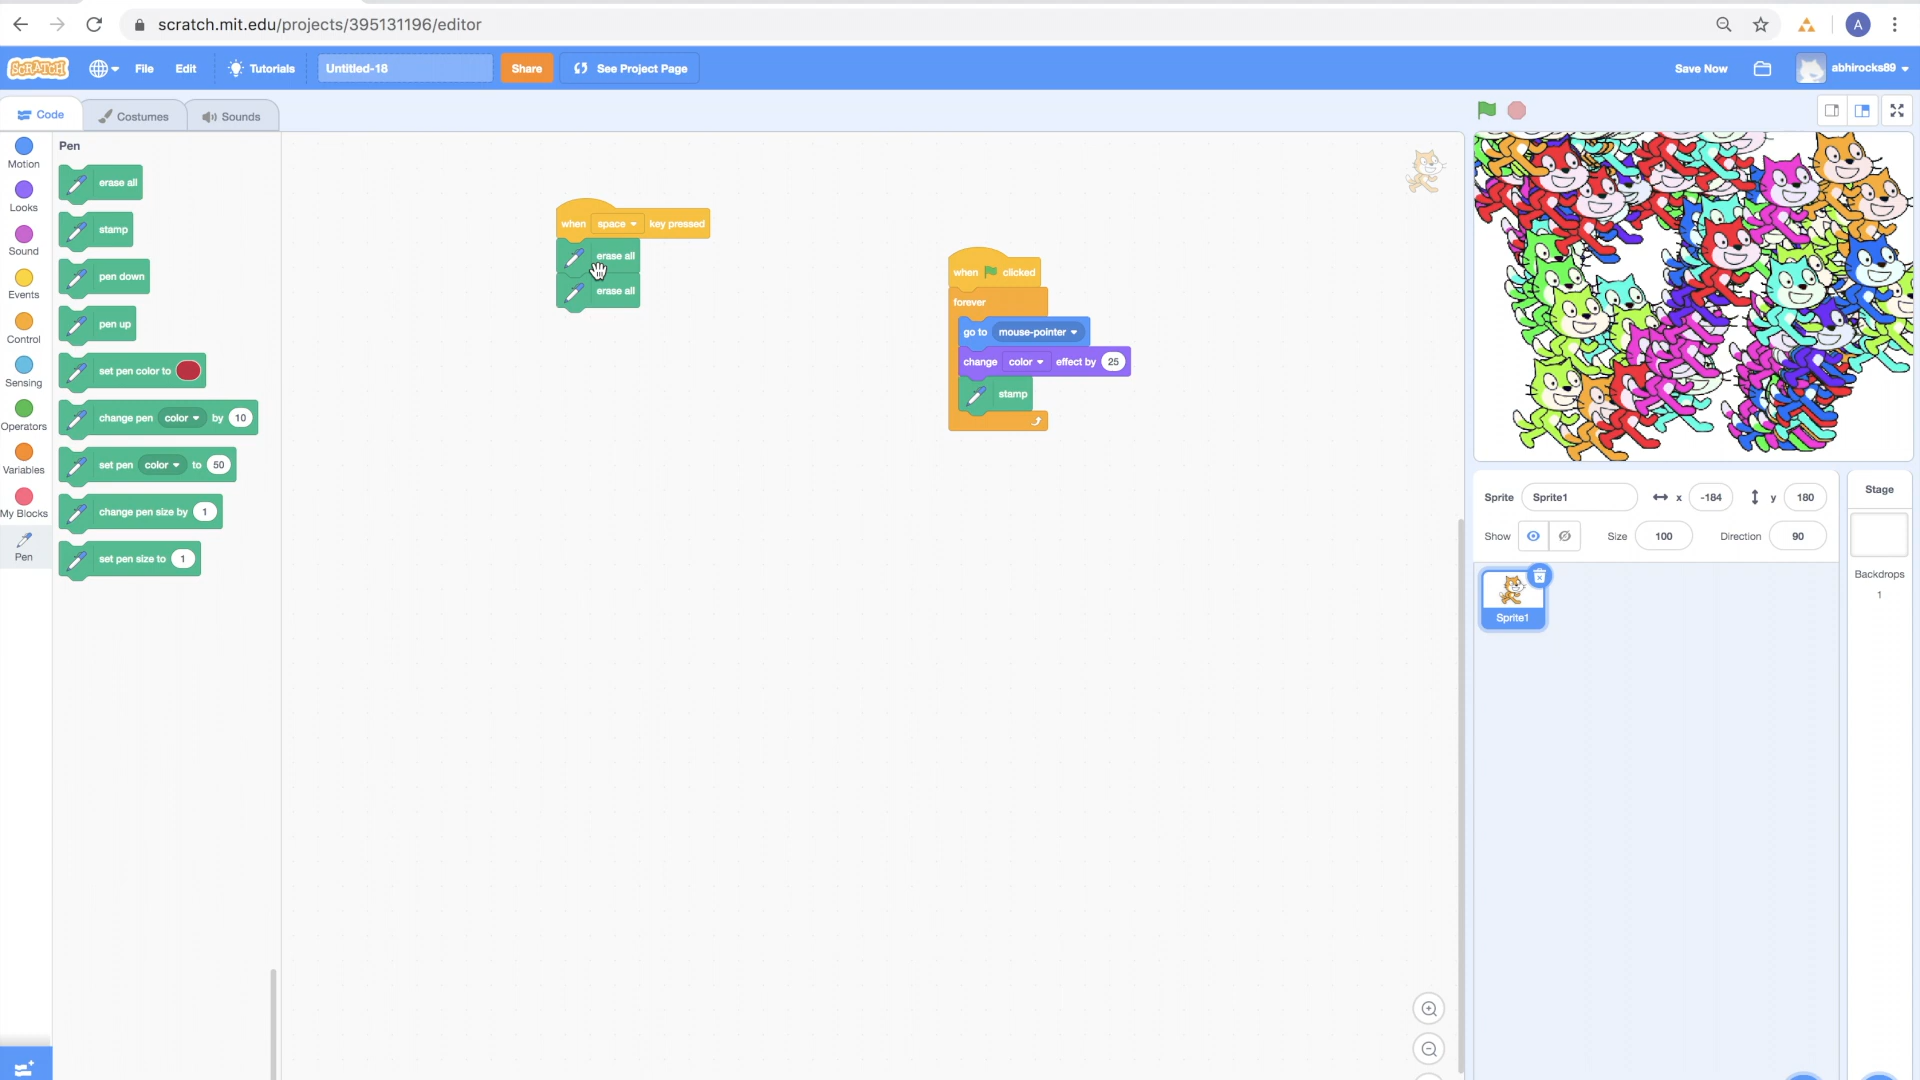 scratch.mit.edu/projects/395131196/editor
A
SCRATCH File Edit Tutorials Untitled-18 Share See Project Page Save Now abhirocks89
Code Costumes Sounds
Motion
Looks
Sound
Events
Control
Sensing
Operators
Variables
My Blocks
Pen
Pen
erase all
stamp
pen down
pen up
set pen color to
change pen color by 10
set pen color to 50
change pen size by 1
set pen size to 1
when space key pressed
erase all
erase all
when clicked
forever
go to mouse-pointer
change color effect by 25
stamp
Sprite Sprite1 x -184 y 180
Show Size 100 Direction 90
Sprite1
Stage
Backdrops
1